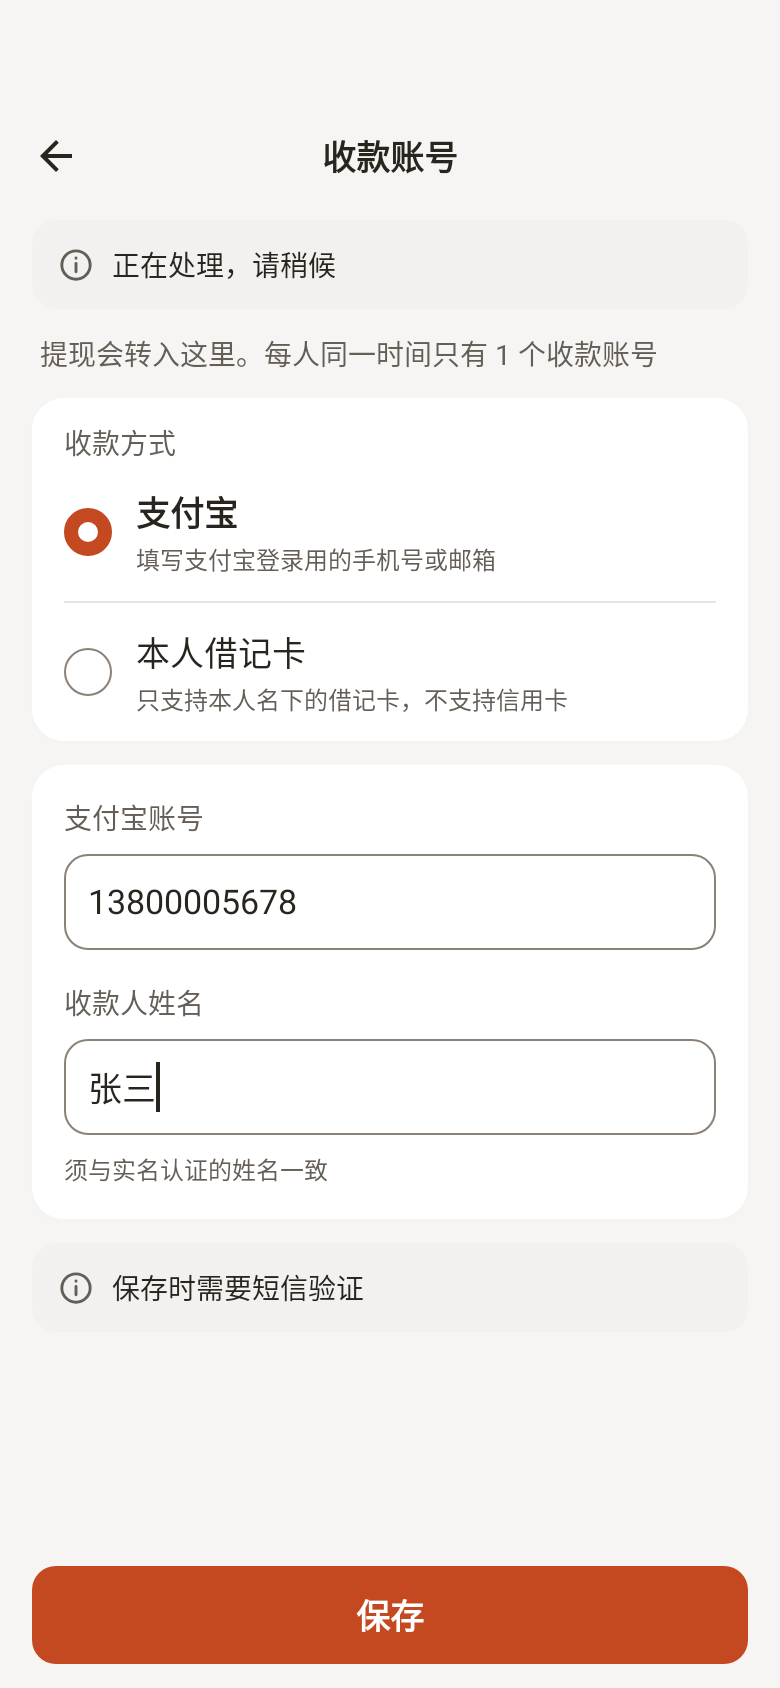 收款账号
正在处理，请稍候
提现会转入这里。每人同一时间只有 1 个收款账号
收款方式
支付宝
填写支付宝登录用的手机号或邮箱
本人借记卡
只支持本人名下的借记卡，不支持信用卡
支付宝账号
13800005678
收款人姓名
张三
须与实名认证的姓名一致
保存时需要短信验证
保存